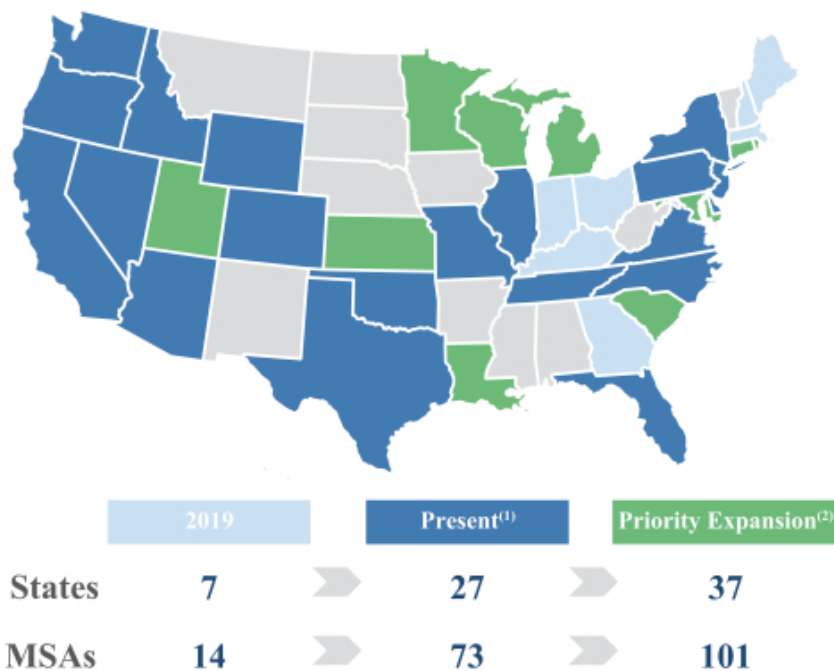 2019 Present(1) Priority Expansion(2)
States 7 27 37
MSAs 14 73 101